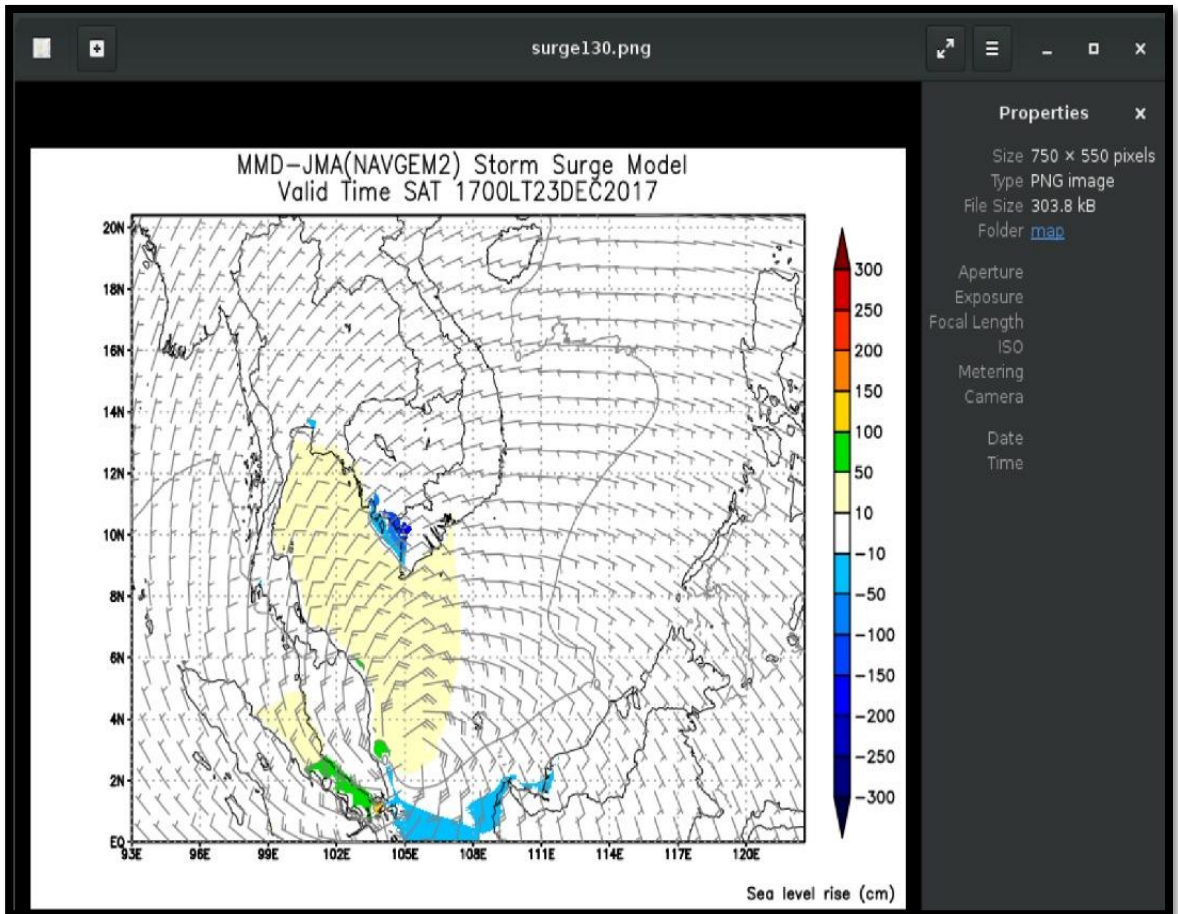 surge130.png
Properties x
Size 750 × 550 pixels
Type PNG image
File Size 303.8 kB
Folder map
Aperture
Exposure
Focal Length
ISO
Metering
Camera
Date
Time
MMD-JMA(NAVGEM2) Storm Surge Model
Valid Time SAT 1700LT23DEC2017
20N
18N
16N
14N
12N
10N
8N
6N
4N
2N
EQ
93E 96E 99E 102E 105E 108E 111E 114E 117E 120E
300
250
200
150
100
50
10
-10
-50
-100
-150
-200
-250
-300
Sea level rise (cm)